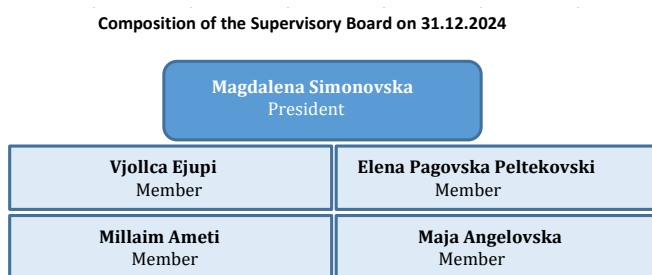 Composition of the Supervisory Board on 31.12.2024
Magdalena Simonovska
President
Vjollca Ejupi
Member
Elena Pagovska Peltekovski
Member
Millaim Ameti
Member
Maja Angelovska
Member